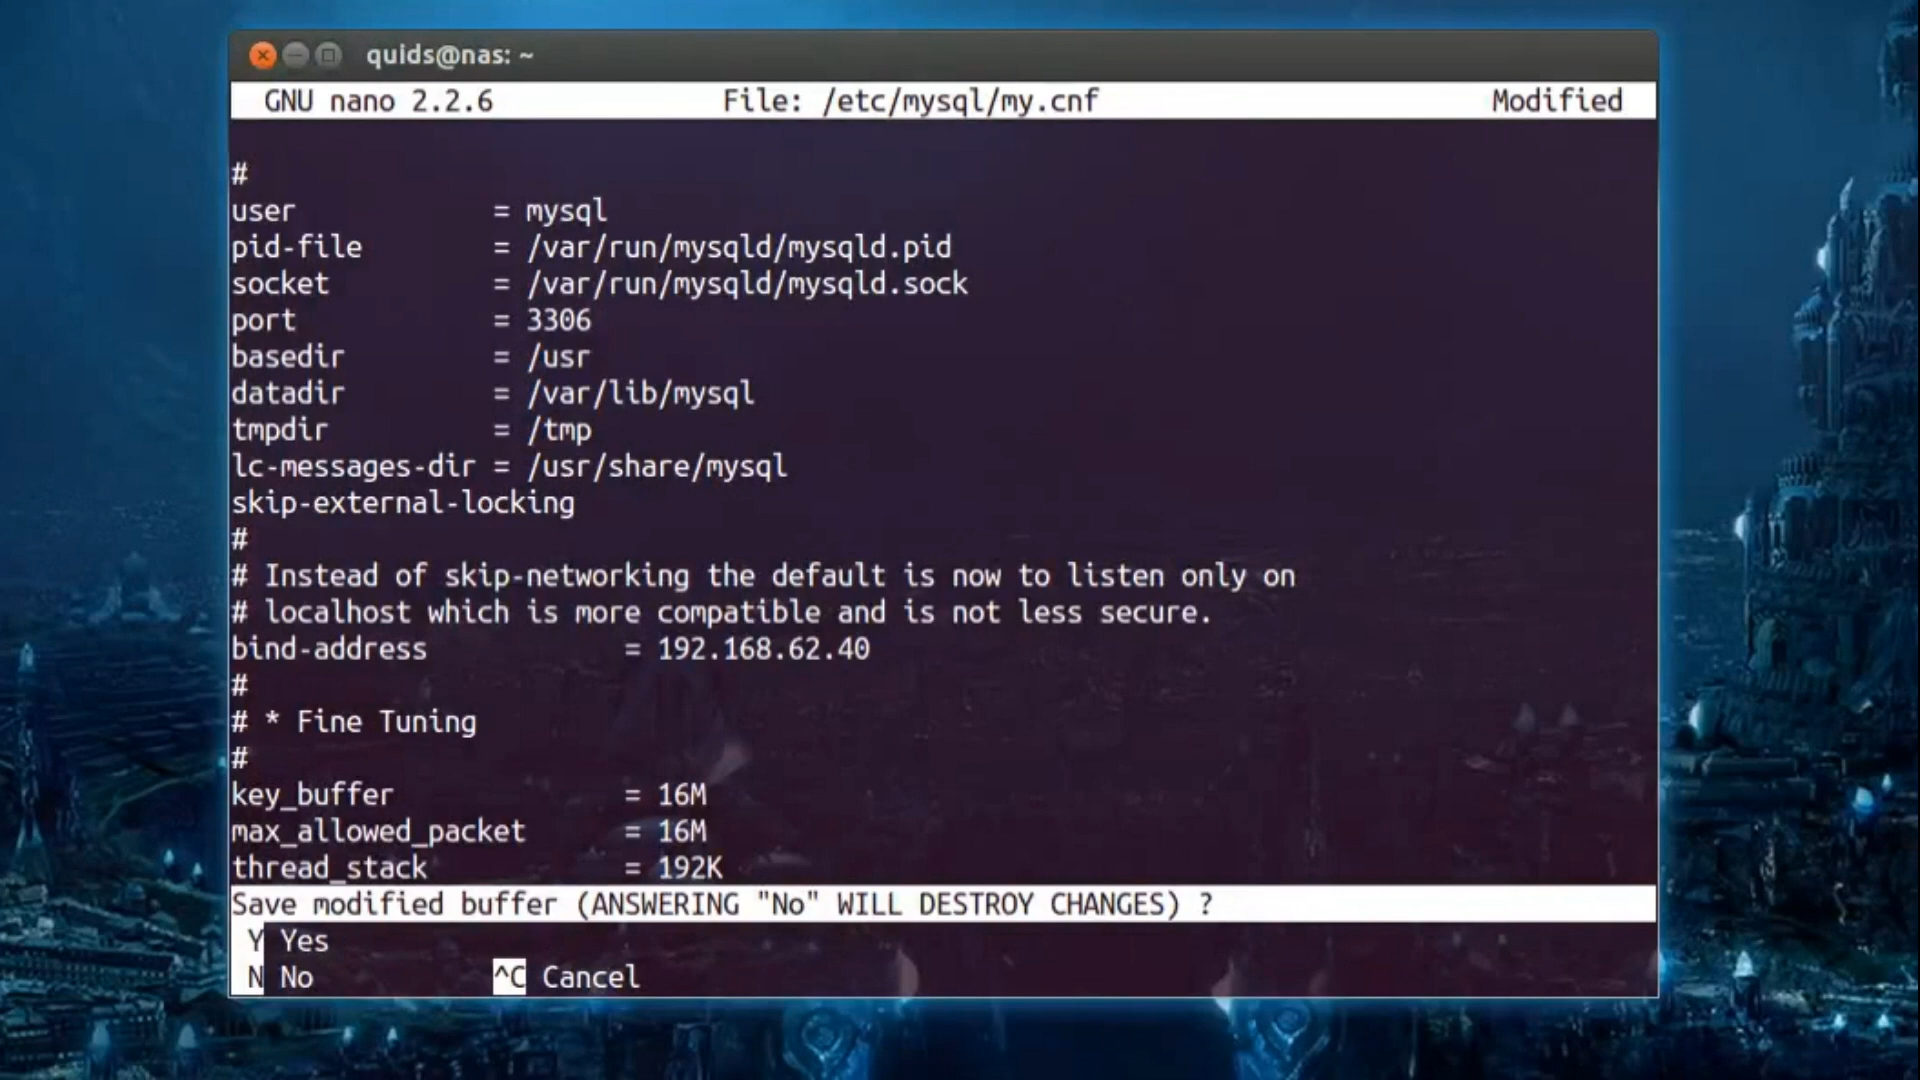 quids@nas: ~
GNU nano 2.2.6 File: /etc/mysql/my.cnf Modified
#
user = mysql
pid-file = /var/run/mysqld/mysqld.pid
socket = /var/run/mysqld/mysqld.sock
port = 3306
basedir = /usr
datadir = /var/lib/mysql
tmpdir = /tmp
lc-messages-dir = /usr/share/mysql
skip-external-locking
#
# Instead of skip-networking the default is now to listen only on
# localhost which is more compatible and is not less secure.
bind-address = 192.168.62.40
#
# * Fine Tuning
#
key_buffer = 16M
max_allowed_packet = 16M
thread_stack = 192K
Save modified buffer (ANSWERING "No" WILL DESTROY CHANGES) ?
Y Yes
N No ^C Cancel